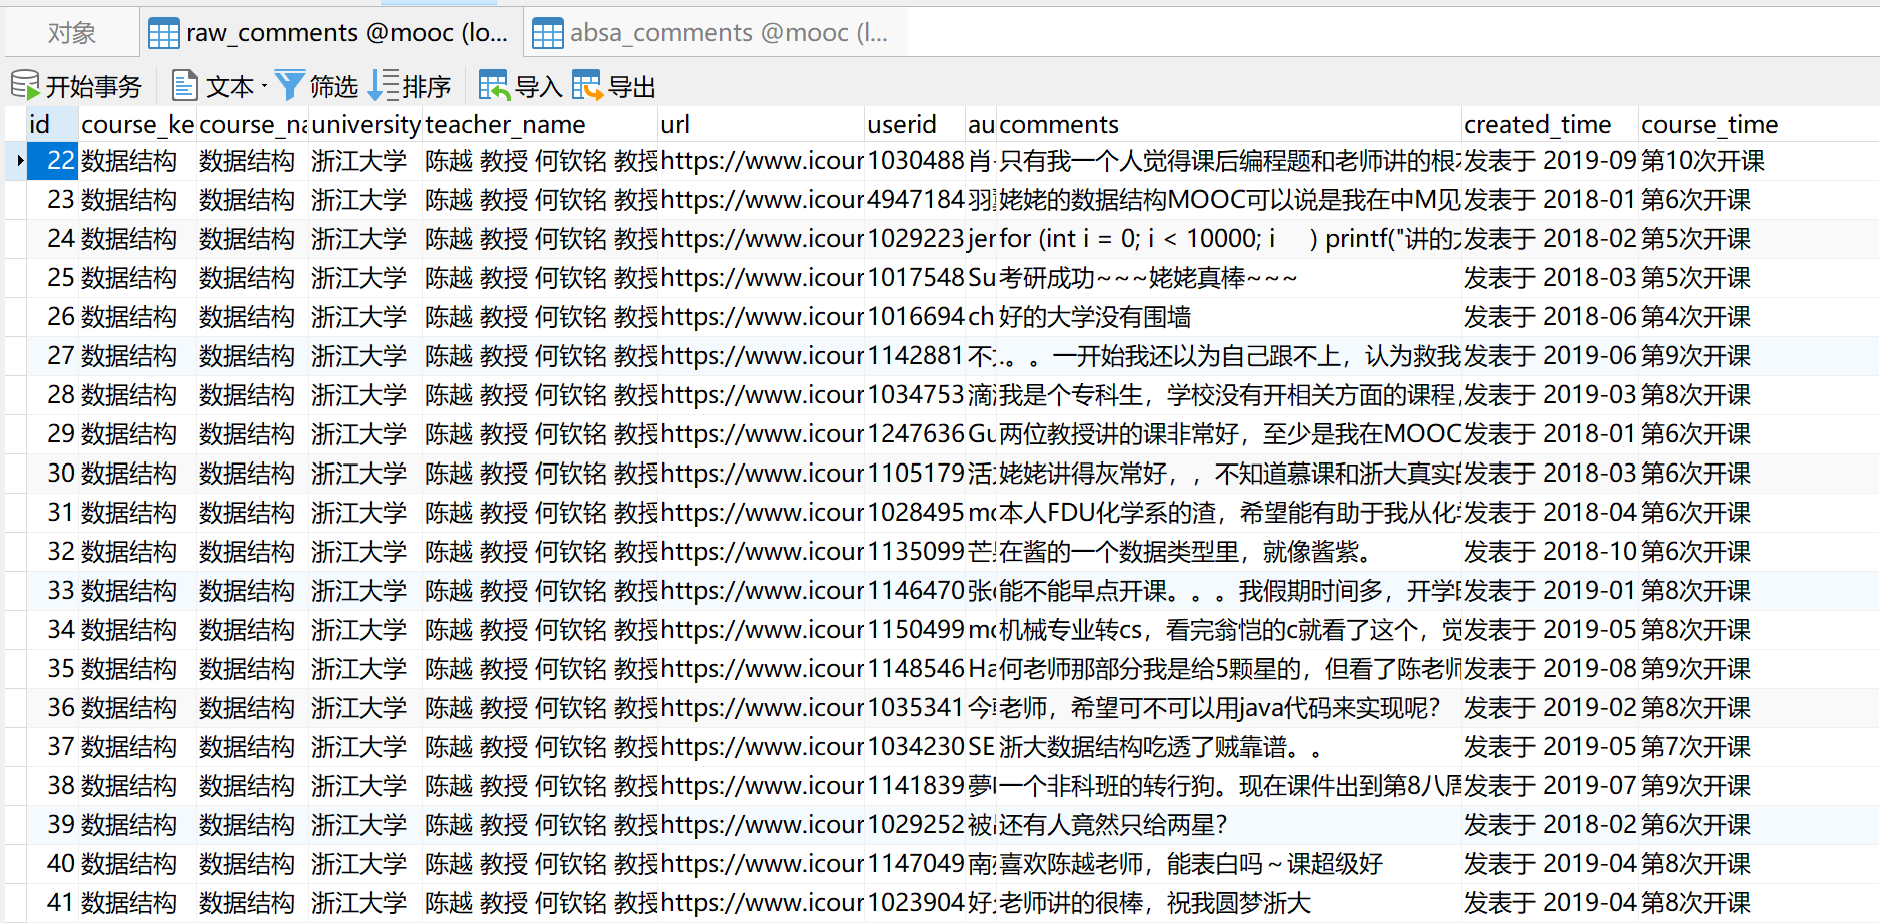 对象 raw_comments @mooc (lo... absa_comments @mooc (l...
开始事务 文本 筛选 排序 导入 导出
id course_ke course_na university teacher_name url userid au comments created_time course_time
22 数据结构 数据结构 浙江大学 陈越 教授 何钦铭 教授 https://www.icour 1030488 肖 只有我一个人觉得课后编程题和老师讲的根本 发表于 2019-09 第10次开课
23 数据结构 数据结构 浙江大学 陈越 教授 何钦铭 教授 https://www.icour 4947184 羽 姥姥的数据结构MOOC可以说是我在中M见 发表于 2018-01 第6次开课
24 数据结构 数据结构 浙江大学 陈越 教授 何钦铭 教授 https://www.icour 1029223 jer for (int i = 0; i < 10000; i ) printf("讲的 发表于 2018-02 第5次开课
25 数据结构 数据结构 浙江大学 陈越 教授 何钦铭 教授 https://www.icour 1017548 Su 考研成功~~~姥姥真棒~~~ 发表于 2018-03 第5次开课
26 数据结构 数据结构 浙江大学 陈越 教授 何钦铭 教授 https://www.icour 1016694 ch 好的大学没有围墙 发表于 2018-06 第4次开课
27 数据结构 数据结构 浙江大学 陈越 教授 何钦铭 教授 https://www.icour 1142881 不 .。。一开始我还以为自己跟不上，认为救我 发表于 2019-06 第9次开课
28 数据结构 数据结构 浙江大学 陈越 教授 何钦铭 教授 https://www.icour 1034753 滴 我是个专科生，学校没有开相关方面的课程， 发表于 2019-03 第8次开课
29 数据结构 数据结构 浙江大学 陈越 教授 何钦铭 教授 https://www.icour 1247636 Gu 两位教授讲的课非常好，至少是我在MOOC 发表于 2018-01 第6次开课
30 数据结构 数据结构 浙江大学 陈越 教授 何钦铭 教授 https://www.icour 1105179 活 姥姥讲得灰常好，，不知道慕课和浙大真实的 发表于 2018-03 第6次开课
31 数据结构 数据结构 浙江大学 陈越 教授 何钦铭 教授 https://www.icour 1028495 mo 本人FDU化学系的渣，希望能有助于我从化学 发表于 2018-04 第6次开课
32 数据结构 数据结构 浙江大学 陈越 教授 何钦铭 教授 https://www.icour 1135099 芒 在酱的一个数据类型里，就像酱紫。 发表于 2018-10 第6次开课
33 数据结构 数据结构 浙江大学 陈越 教授 何钦铭 教授 https://www.icour 1146470 张 能不能早点开课。。。我假期时间多，开学 发表于 2019-01 第8次开课
34 数据结构 数据结构 浙江大学 陈越 教授 何钦铭 教授 https://www.icour 1150499 mo 机械专业转cs，看完翁恺的c就看了这个，觉 发表于 2019-05 第8次开课
35 数据结构 数据结构 浙江大学 陈越 教授 何钦铭 教授 https://www.icour 1148546 Ha 何老师那部分我是给5颗星的，但看了陈老师 发表于 2019-08 第9次开课
36 数据结构 数据结构 浙江大学 陈越 教授 何钦铭 教授 https://www.icour 1035341 今 老师，希望可不可以用java代码来实现呢？ 发表于 2019-02 第8次开课
37 数据结构 数据结构 浙江大学 陈越 教授 何钦铭 教授 https://www.icour 1034230 SE 浙大数据结构吃透了贼靠谱。。 发表于 2019-05 第7次开课
38 数据结构 数据结构 浙江大学 陈越 教授 何钦铭 教授 https://www.icour 1141839 夢 一个非科班的转行狗。现在课件出到第8八周 发表于 2019-07 第9次开课
39 数据结构 数据结构 浙江大学 陈越 教授 何钦铭 教授 https://www.icour 1029252 被 还有人竟然只给两星？ 发表于 2018-02 第6次开课
40 数据结构 数据结构 浙江大学 陈越 教授 何钦铭 教授 https://www.icour 1147049 南 喜欢陈越老师，能表白吗～课超级好 发表于 2019-04 第8次开课
41 数据结构 数据结构 浙江大学 陈越 教授 何钦铭 教授 https://www.icour 1023904 好 老师讲的很棒，祝我圆梦浙大 发表于 2019-04 第8次开课